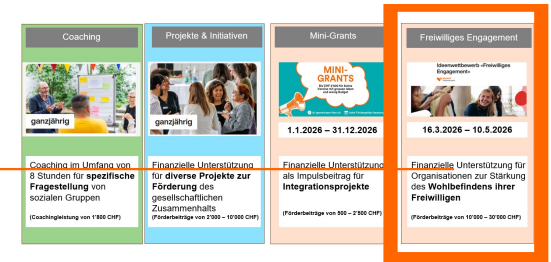 Coaching
ganzjährig
Coaching im Umfang von
8 Stunden für spezifische
Fragestellung von
sozialen Gruppen
(Coachingleistung von 1'800 CHF)
Projekte & Initiativen
ganzjährig
Finanzielle Unterstützung
für diverse Projekte zur
Förderung des
gesellschaftlichen
Zusammenhalts
(Förderbeiträge von 2'000 – 10'000 CHF)
Mini-Grants
MINI-
GRANTS
1.1.2026 – 31.12.2026
Finanzielle Unterstützung
als Impulsbeitrag für
Integrationsprojekte
(Förderbeiträge von 500 – 2'500 CHF)
Freiwilliges Engagement
Ideenwettbewerb «Freiwilliges
Engagement»
16.3.2026 – 10.5.2026
Finanzielle Unterstützung für
Organisationen zur Stärkung
des Wohlbefindens ihrer
Freiwilligen
(Förderbeiträge von 10'000 – 30'000 CHF)